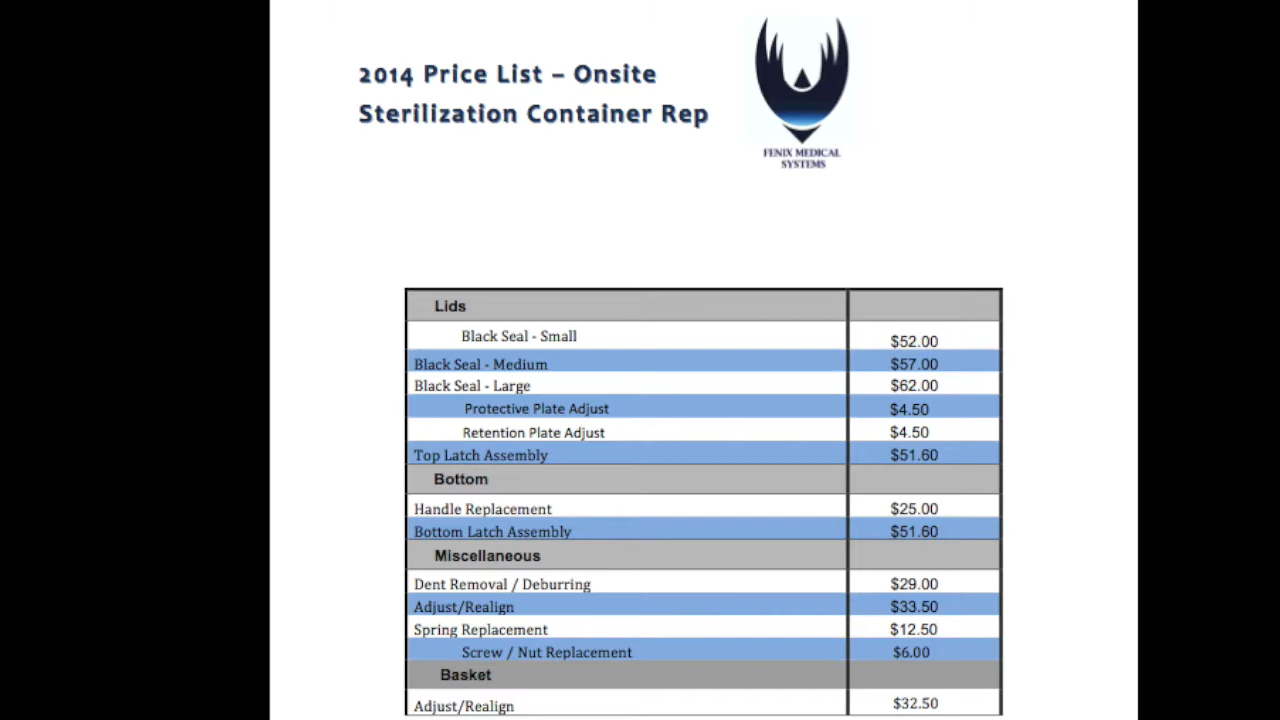 2014 Price List – Onsite
Sterilization Container Rep
FENIX MEDICAL
SYSTEMS
Lids
Black Seal - Small $52.00
Black Seal - Medium $57.00
Black Seal - Large $62.00
Protective Plate Adjust $4.50
Retention Plate Adjust $4.50
Top Latch Assembly $51.60
Bottom
Handle Replacement $25.00
Bottom Latch Assembly $51.60
Miscellaneous
Dent Removal / Deburring $29.00
Adjust/Realign $33.50
Spring Replacement $12.50
Screw / Nut Replacement $6.00
Basket
Adjust/Realign $32.50